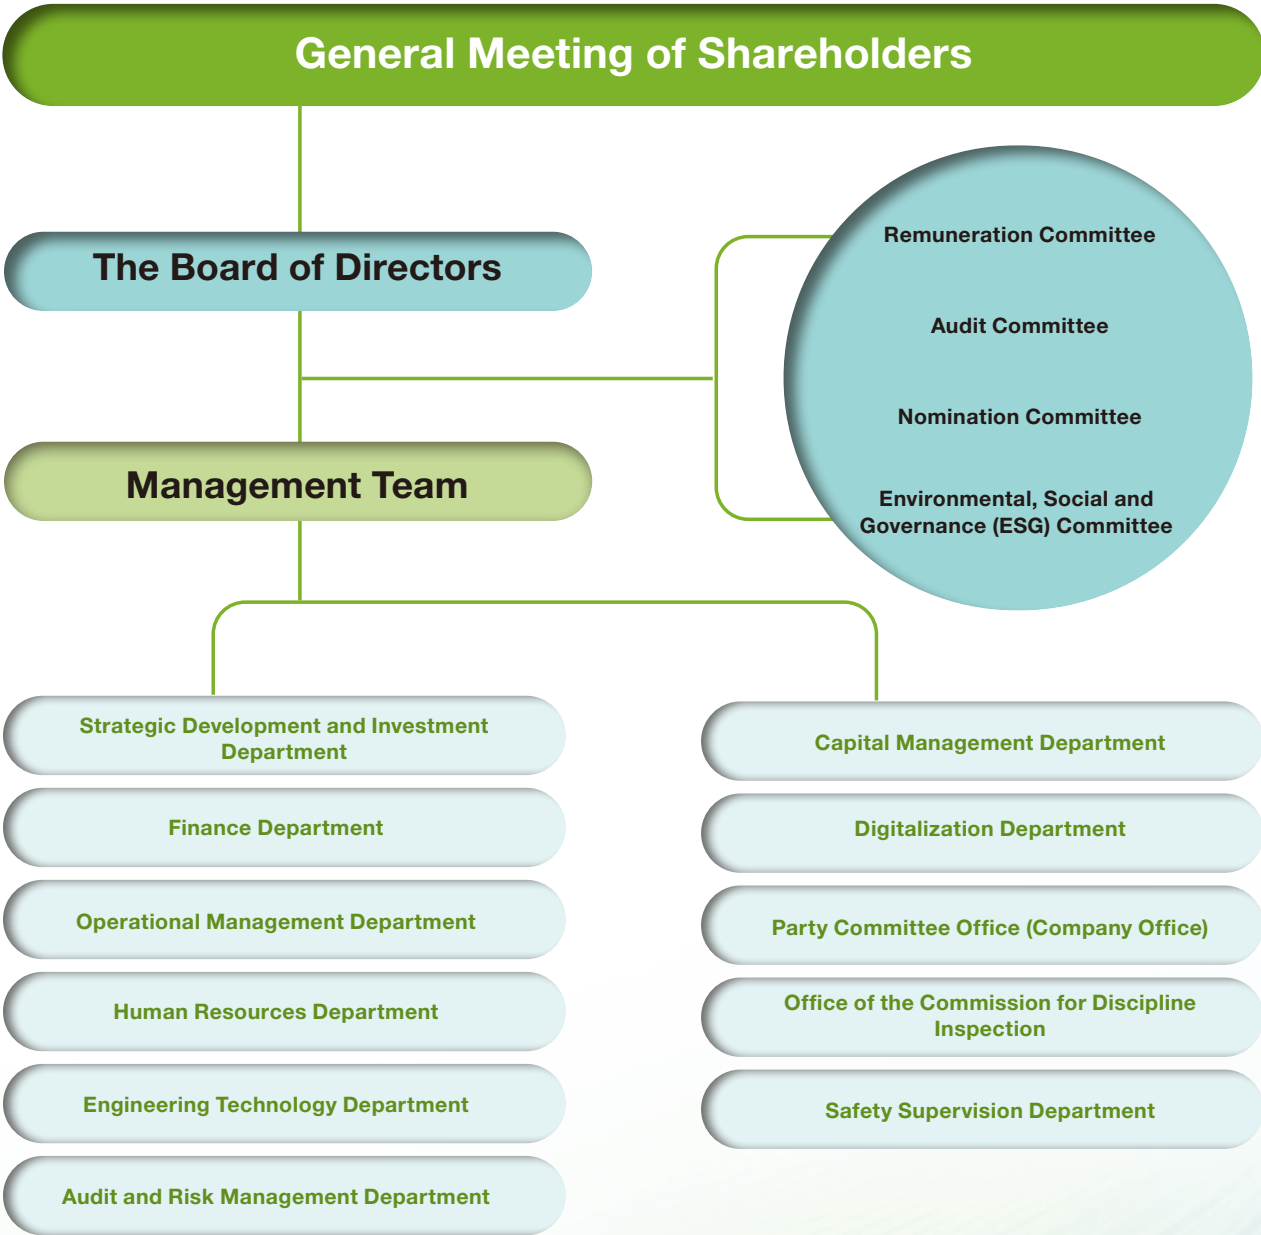 General Meeting of Shareholders
The Board of Directors
Remuneration Committee
Audit Committee
Nomination Committee
Environmental, Social and
Governance (ESG) Committee
Management Team
Strategic Development and Investment
Department
Finance Department
Operational Management Department
Human Resources Department
Engineering Technology Department
Audit and Risk Management Department
Capital Management Department
Digitalization Department
Party Committee Office (Company Office)
Office of the Commission for Discipline
Inspection
Safety Supervision Department